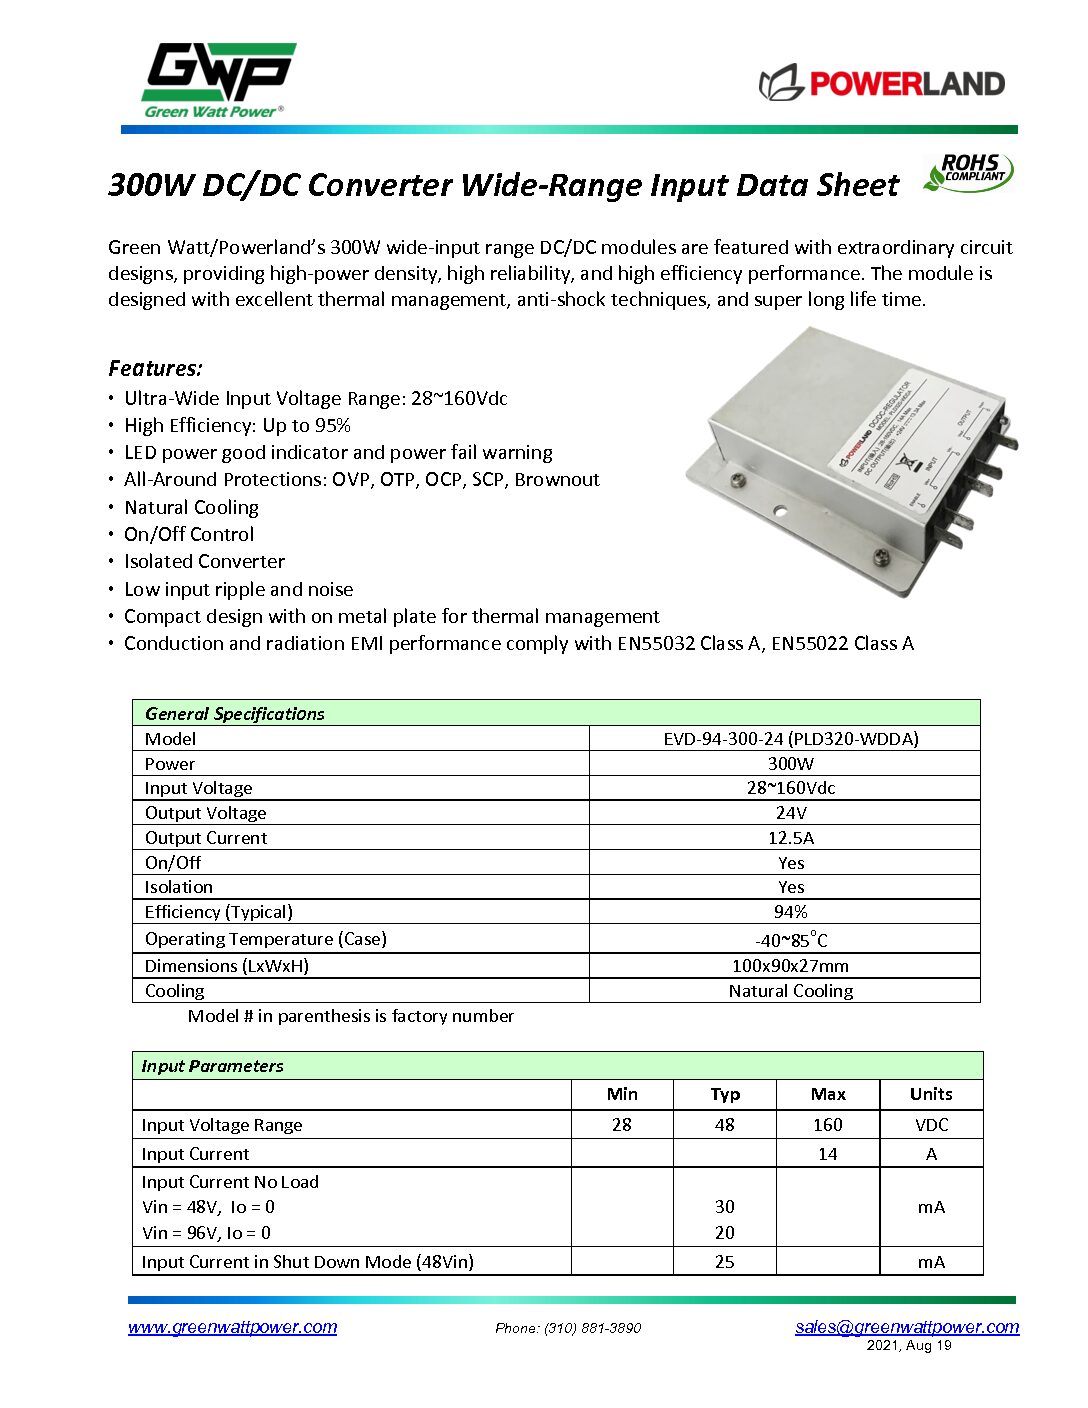 GWP
Green Watt Power®
POWERLAND
ROHS
COMPLIANT
300W DC/DC Converter Wide-Range Input Data Sheet
Green Watt/Powerland’s 300W wide-input range DC/DC modules are featured with extraordinary circuit
designs, providing high-power density, high reliability, and high efficiency performance. The module is
designed with excellent thermal management, anti-shock techniques, and super long life time.
Features:
• Ultra-Wide Input Voltage Range: 28~160Vdc
• High Efficiency: Up to 95%
• LED power good indicator and power fail warning
• All-Around Protections: OVP, OTP, OCP, SCP, Brownout
• Natural Cooling
• On/Off Control
• Isolated Converter
• Low input ripple and noise
• Compact design with on metal plate for thermal management
• Conduction and radiation EMI performance comply with EN55032 Class A, EN55022 Class A
POWERLAND DC/DC-REGULATOR
OUTPUT
INPUT
ENABLE
RoHS
General Specifications
Model EVD-94-300-24 (PLD320-WDDA)
Power 300W
Input Voltage 28~160Vdc
Output Voltage 24V
Output Current 12.5A
On/Off Yes
Isolation Yes
Efficiency (Typical) 94%
Operating Temperature (Case) -40~85°C
Dimensions (LxWxH) 100x90x27mm
Cooling Natural Cooling
Model # in parenthesis is factory number
Input Parameters
Min Typ Max Units
Input Voltage Range 28 48 160 VDC
Input Current 14 A
Input Current No Load
Vin = 48V, Io = 0 30 mA
Vin = 96V, Io = 0 20
Input Current in Shut Down Mode (48Vin) 25 mA
www.greenwattpower.com Phone: (310) 881-3890 sales@greenwattpower.com
2021, Aug 19